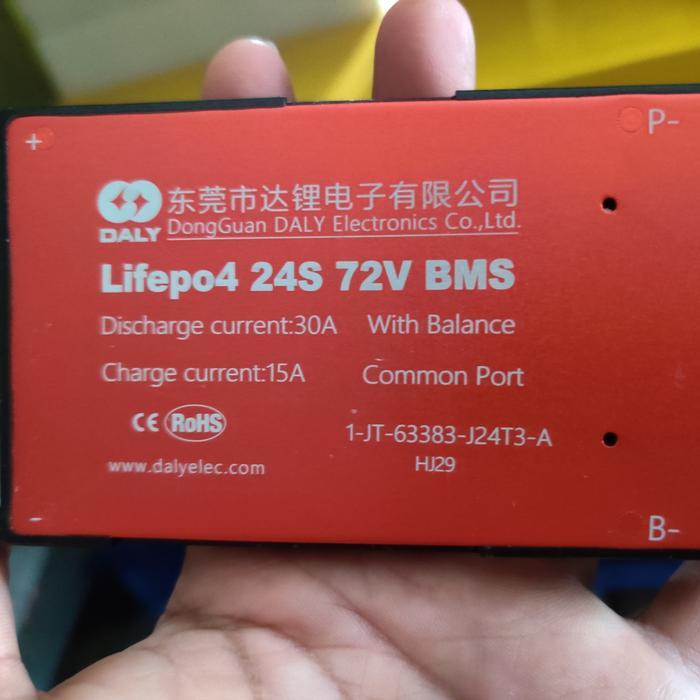 +
P-
东莞市达锂电子有限公司
DALY
DongGuan DALY Electronics Co.,Ltd.
Lifepo4 24S 72V BMS
Discharge current:30A With Balance
Charge current:15A Common Port
CE RoHS
1-JT-63383-J24T3-A
www.dalyelec.com HJ29
-
B-